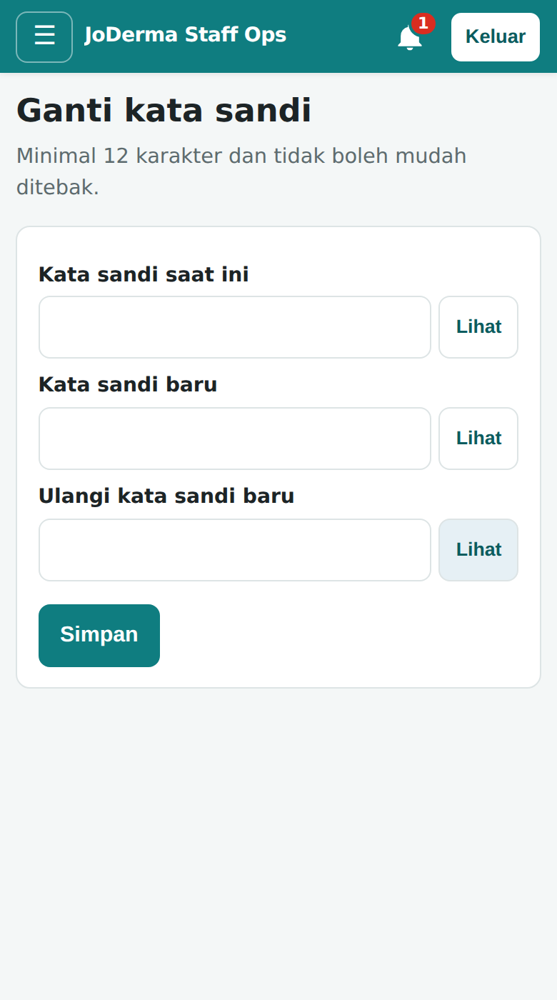 ☰ JoDerma Staff Ops 1 Keluar
Ganti kata sandi
Minimal 12 karakter dan tidak boleh mudah
ditebak.
Kata sandi saat ini
Lihat
Kata sandi baru
Lihat
Ulangi kata sandi baru
Lihat
Simpan